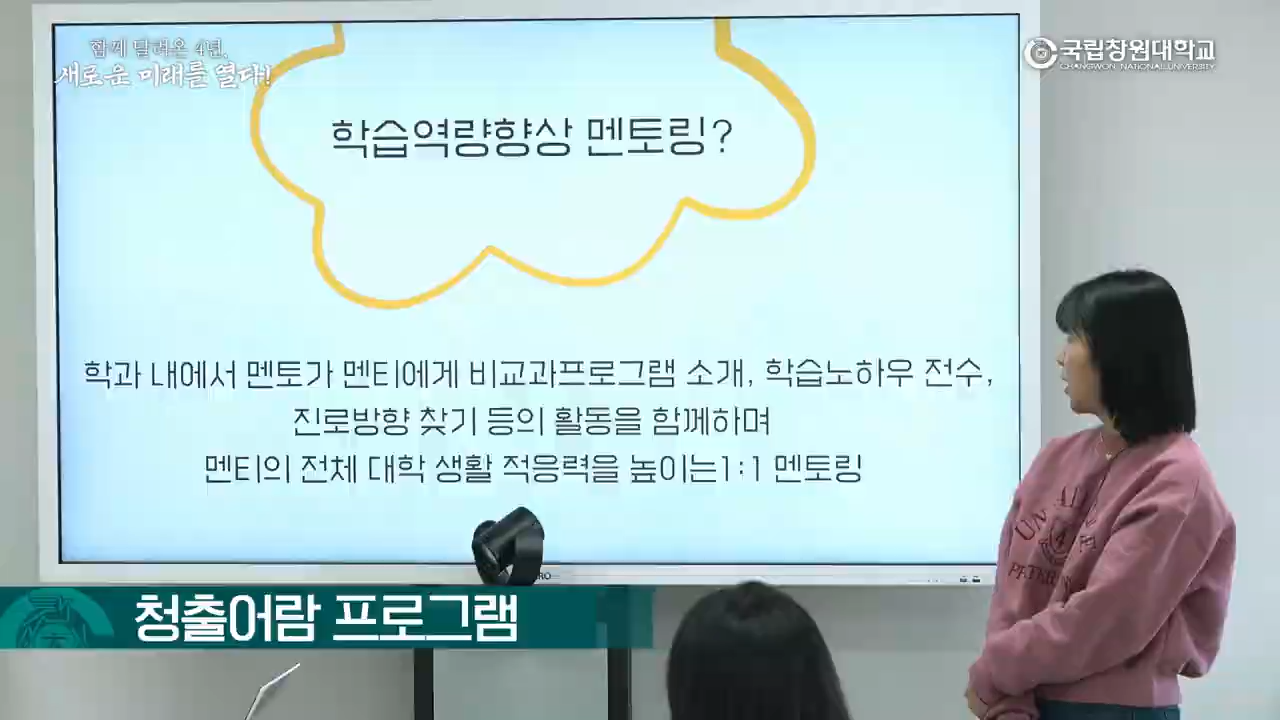 함께 달려온 4년,
새로운 미래를 열다!
국립창원대학교
CHANGWON NATIONAL UNIVERSITY
학습역량향상 멘토링?
학과 내에서 멘토가 멘티에게 비교과프로그램 소개, 학습노하우 전수,
진로방향 찾기 등의 활동을 함께하며
멘티의 전체 대학 생활 적응력을 높이는1:1 멘토링
청출어람 프로그램